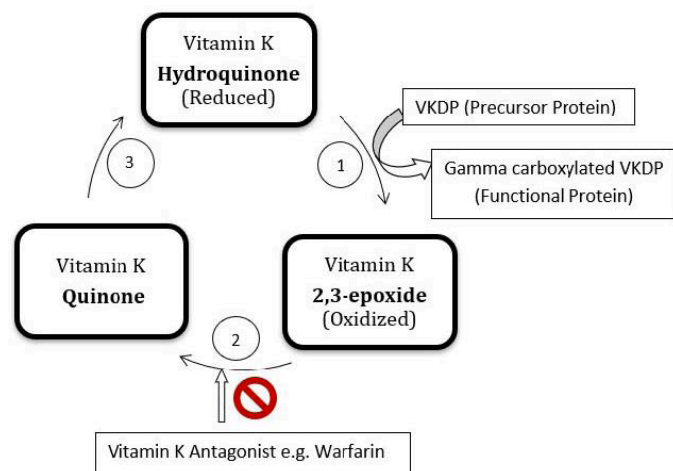 Vitamin K
Hydroquinone
(Reduced)
VKDP (Precursor Protein)
3
1
Gamma carboxylated VKDP
(Functional Protein)
Vitamin K
Quinone
Vitamin K
2,3-epoxide
(Oxidized)
2
Vitamin K Antagonist e.g. Warfarin